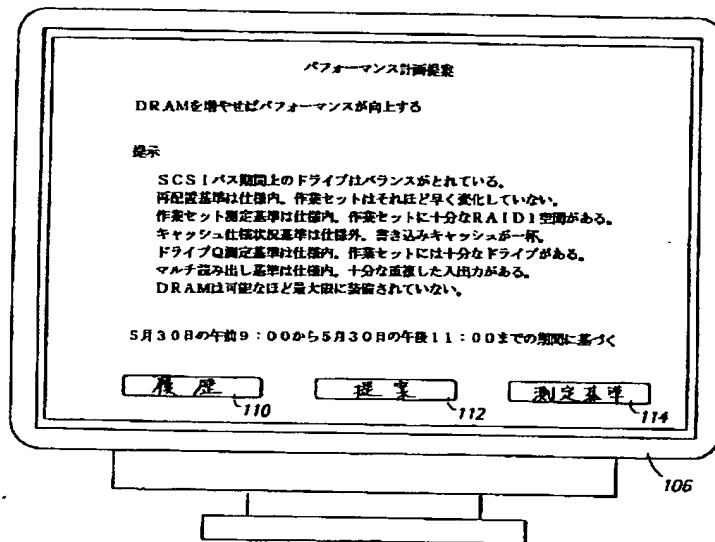 パフォーマンス計画提案
DRAMを増やせばパフォーマンスが向上する
提示
SCSIバス期間上のドライブはバランスがとれている。
再配置基準は仕様内。作業セットはそれほど早く変化していない。
作業セット測定基準は仕様内。作業セットに十分なRAID1空間がある。
キャッシュ仕様状況基準は仕様外。書き込みキャッシュが一杯。
ドライブQ測定基準は仕様内。作業セットには十分なドライブがある。
マルチ読み出し基準は仕様内。十分な重複した入出力がある。
DRAMは可能なほど最大限に装備されていない。
5月30日の午前9：00から5月30日の午後11：00までの期間に基づく
履歴 提案 測定基準
110 112 114
106